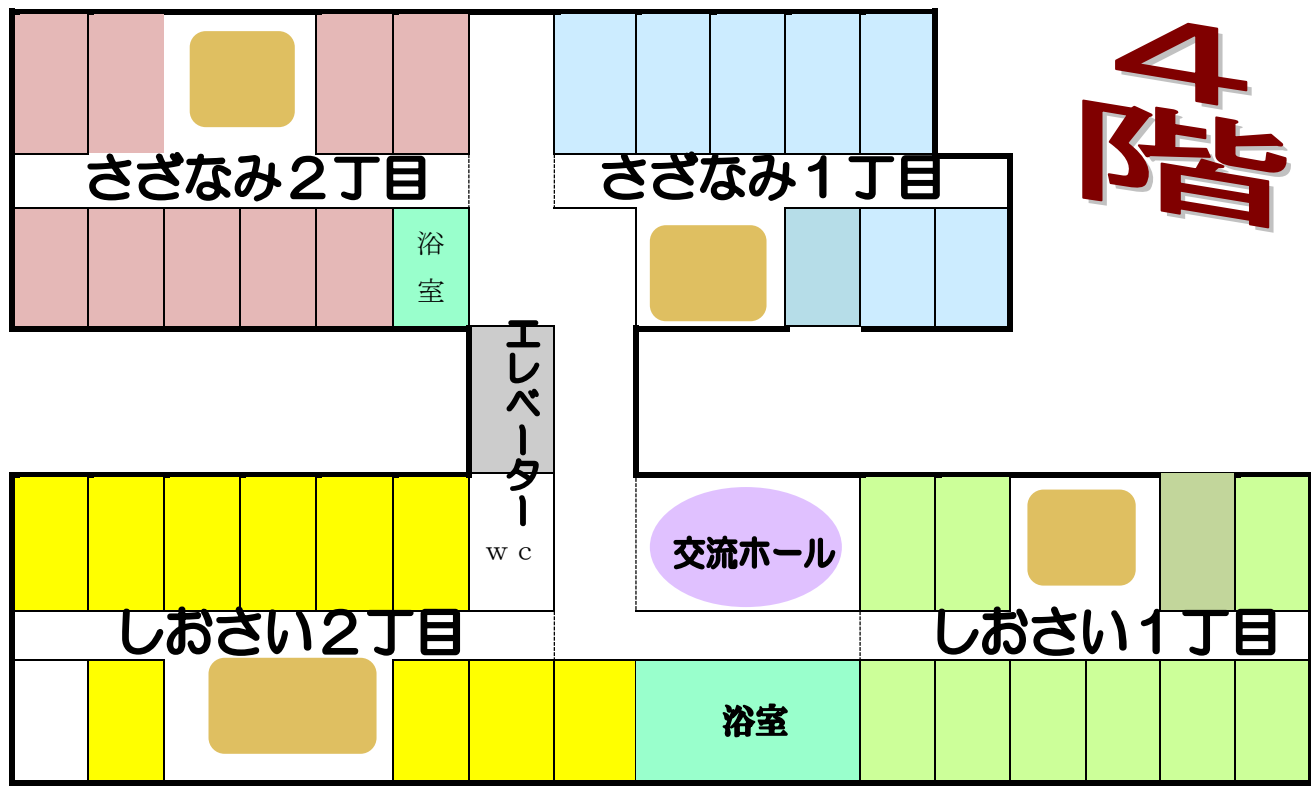 4
階
さざなみ２丁目
さざなみ１丁目
浴
室
エレベーター
ｗｃ
交流ホール
しおさい２丁目
しおさい１丁目
浴室